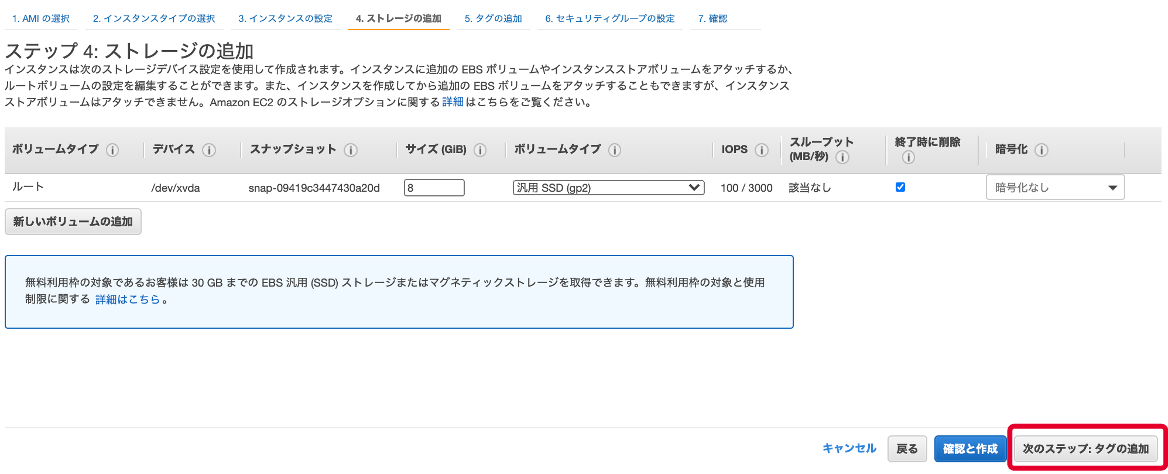 1. AMI の選択 2. インスタンスタイプの選択 3. インスタンスの設定 4. ストレージの追加 5. タグの追加 6. セキュリティグループの設定 7. 確認
ステップ 4: ストレージの追加
インスタンスは次のストレージデバイス設定を使用して作成されます。インスタンスに追加の EBS ボリュームやインスタンスストアボリュームをアタッチするか、
ルートボリュームの設定を編集することができます。また、インスタンスを作成してから追加の EBS ボリュームをアタッチすることもできますが、インスタンス
ストアボリュームはアタッチできません。Amazon EC2 のストレージオプションに関する 詳細 はこちらをご覧ください。
ボリュームタイプ デバイス スナップショット サイズ (GiB) ボリュームタイプ IOPS スループット (MB/秒) 終了時に削除 暗号化
ルート /dev/xvda snap-09419c3447430a20d 8 汎用 SSD (gp2) 100 / 3000 該当なし 暗号化なし
新しいボリュームの追加
無料利用枠の対象であるお客様は 30 GB までの EBS 汎用 (SSD) ストレージまたはマグネティックストレージを取得できます。無料利用枠の対象と使用
制限に関する 詳細はこちら 。
キャンセル 戻る 確認と作成 次のステップ: タグの追加